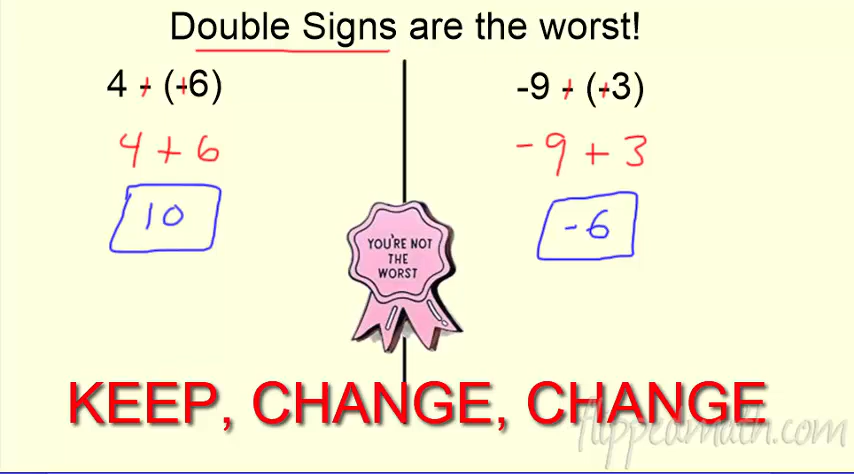 Double Signs are the worst!
4 - (-6)
4 + 6
10
-9 - (-3)
-9 + 3
-6
YOU'RE NOT
THE
WORST
KEEP, CHANGE, CHANGE
flippedmath.com